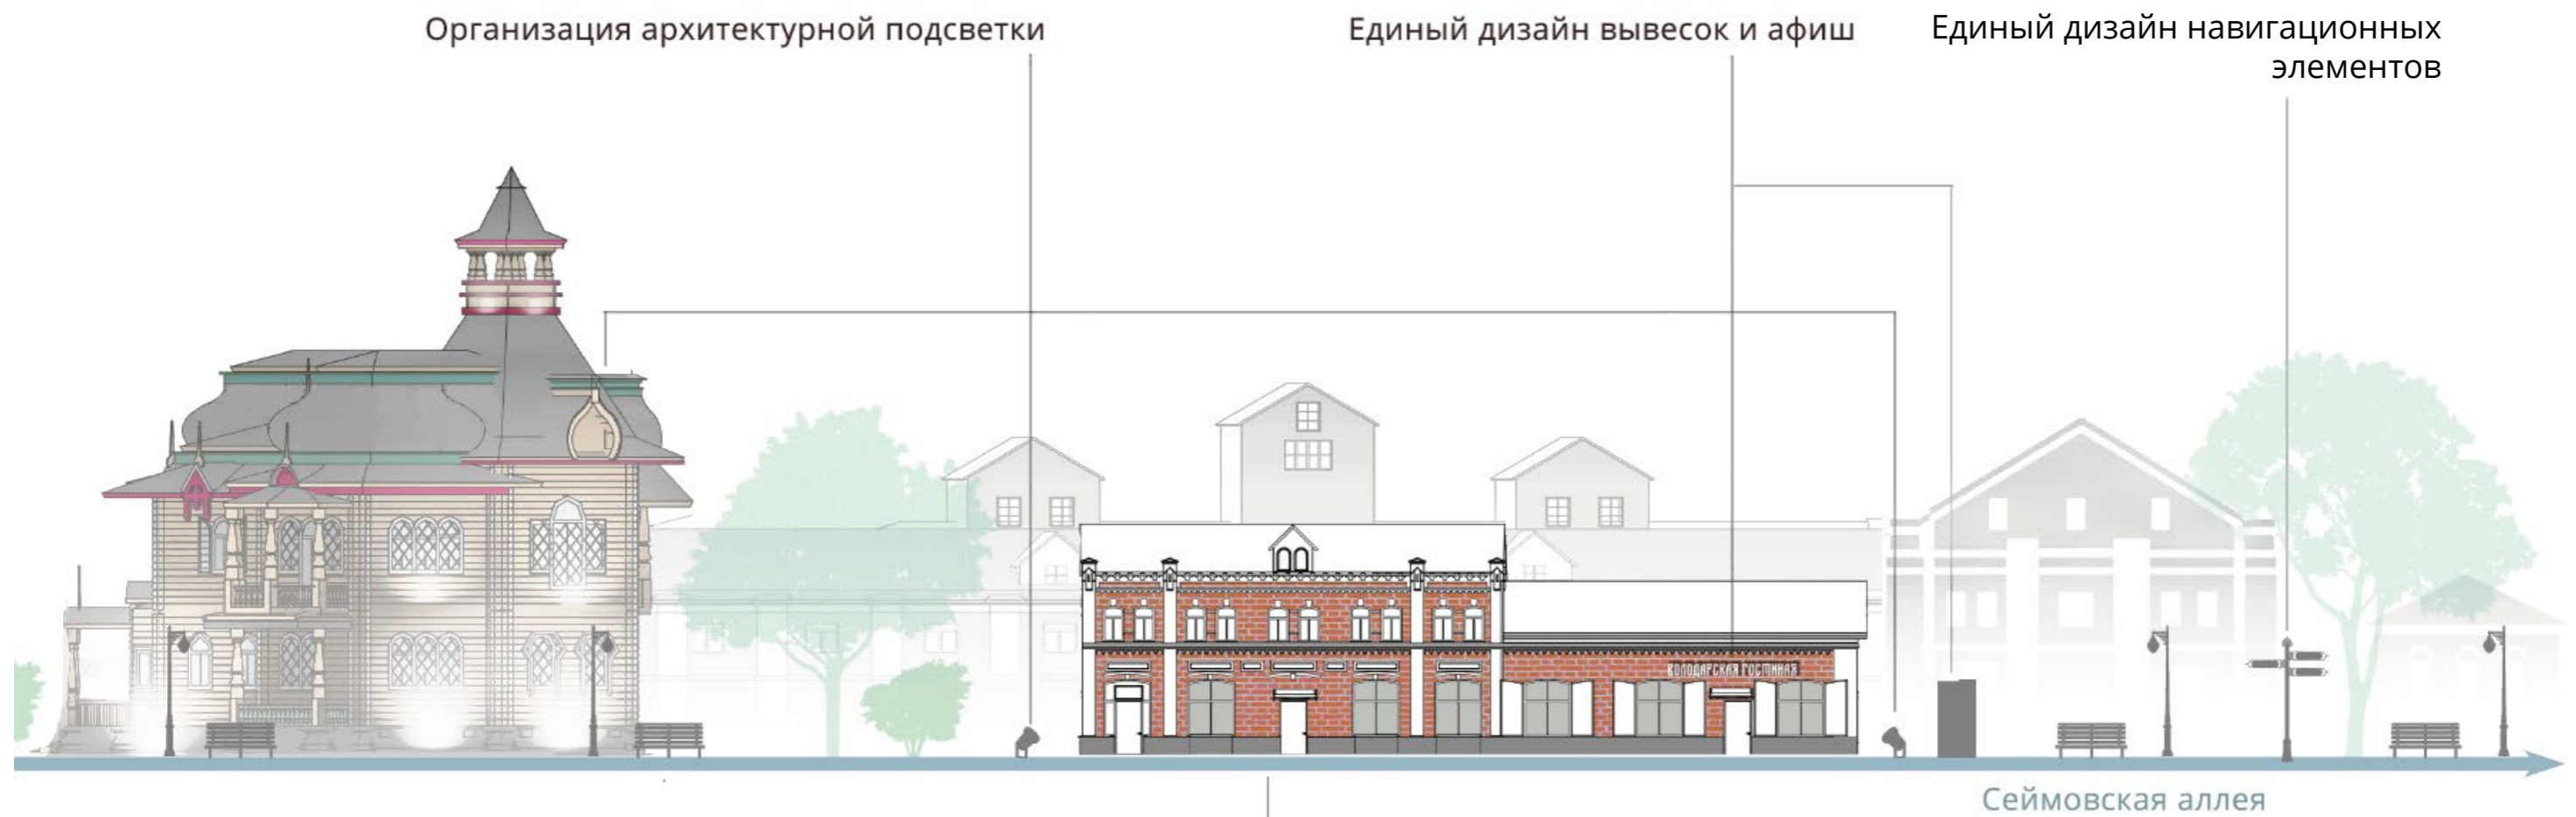 Организация архитектурной подсветки
Единый дизайн вывесок и афиш
Единый дизайн навигационных
элементов
ВОЛОДАРСКАЯ ГОСТИНАЯ
Сеймовская аллея